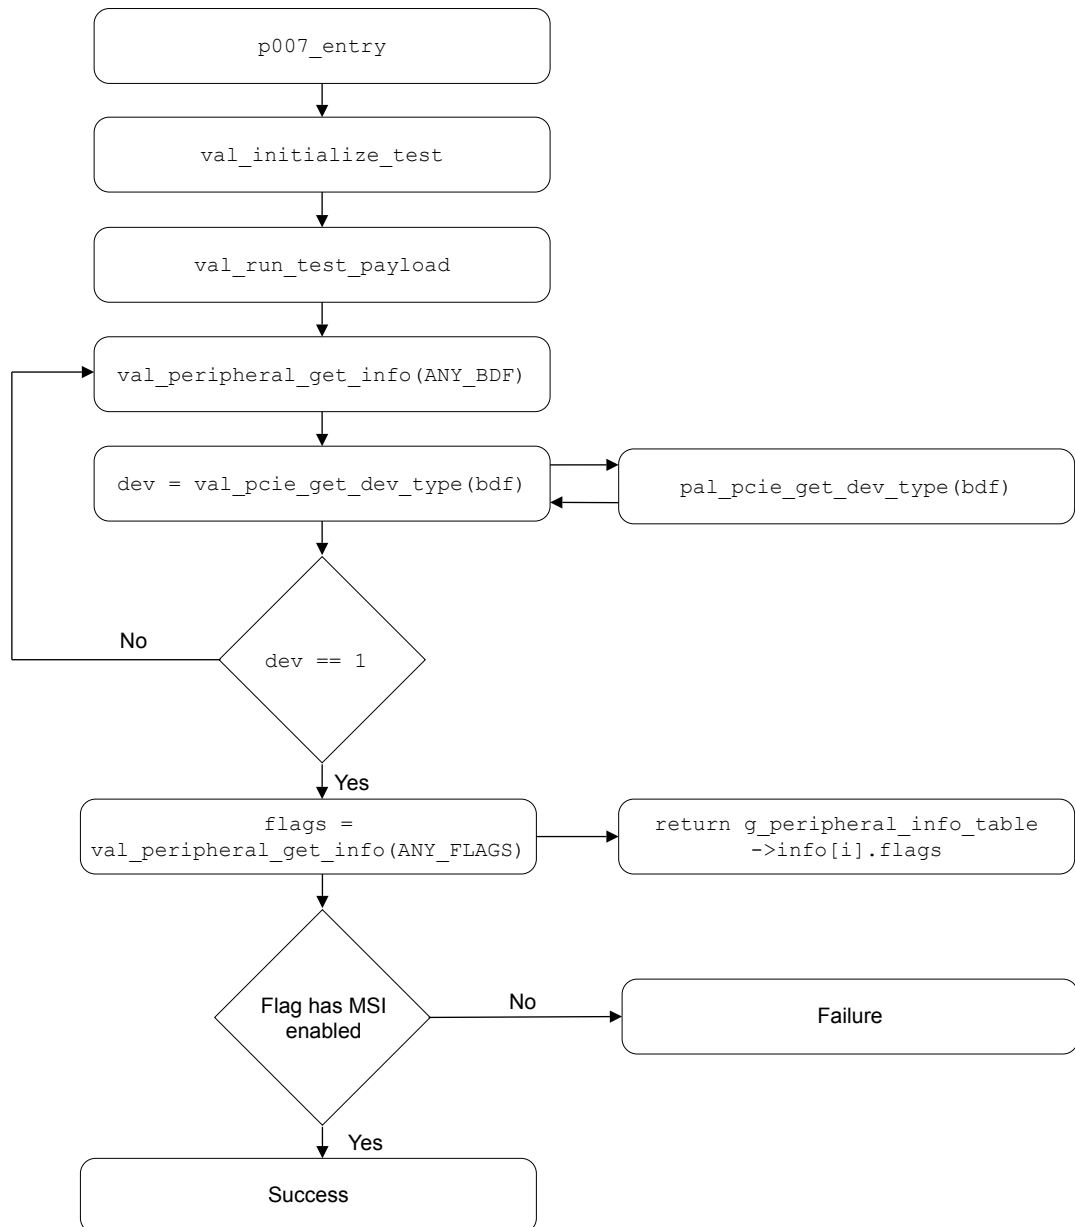 p007_entry
val_initialize_test
val_run_test_payload
val_peripheral_get_info(ANY_BDF)
dev = val_pcie_get_dev_type(bdf)
pal_pcie_get_dev_type(bdf)
No
dev == 1
Yes
flags =
val_peripheral_get_info(ANY_FLAGS)
return g_peripheral_info_table
->info[i].flags
Flag has MSI
enabled
No
Failure
Yes
Success